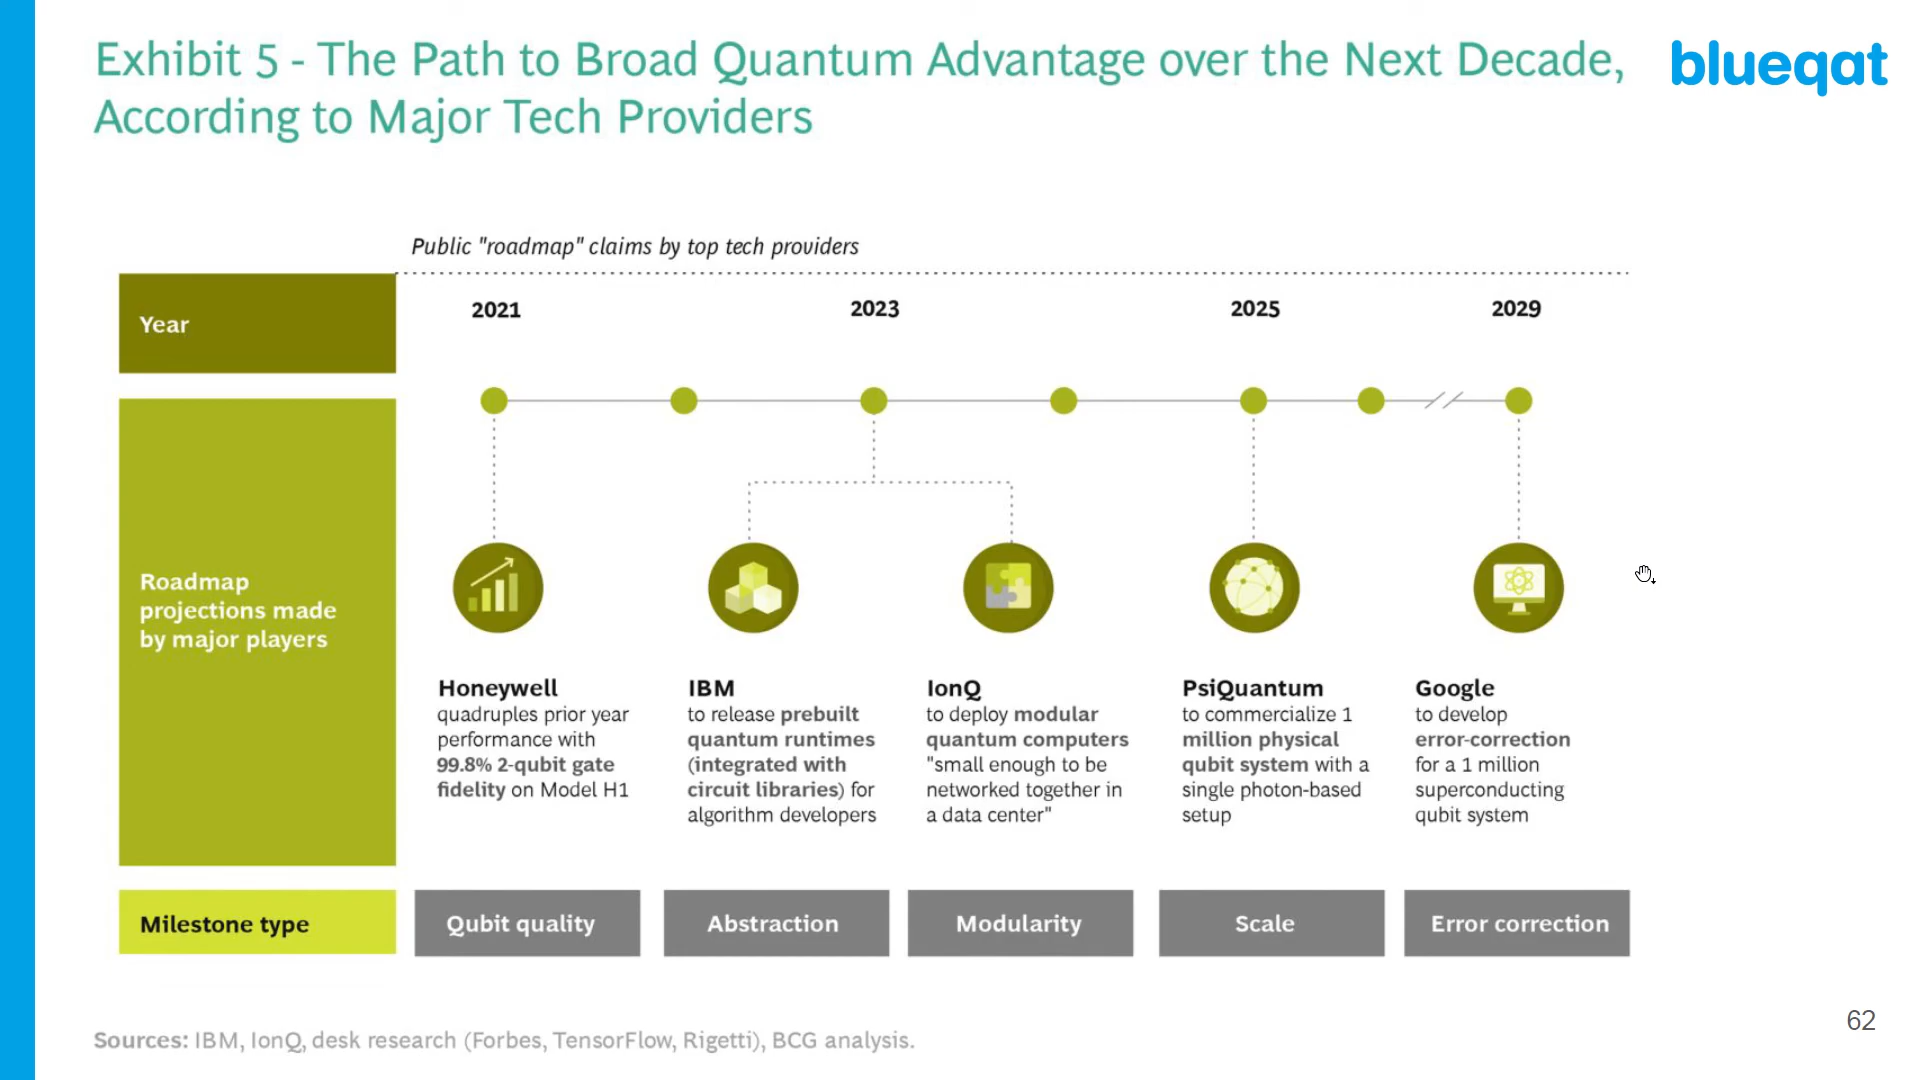 Exhibit 5 - The Path to Broad Quantum Advantage over the Next Decade,
According to Major Tech Providers
blueqat
Public "roadmap" claims by top tech providers
Year
2021
2023
2025
2029
Roadmap
projections made
by major players
Honeywell
quadruples prior year
performance with
99.8% 2-qubit gate
fidelity on Model H1
IBM
to release prebuilt
quantum runtimes
(integrated with
circuit libraries) for
algorithm developers
IonQ
to deploy modular
quantum computers
"small enough to be
networked together in
a data center"
PsiQuantum
to commercialize 1
million physical
qubit system with a
single photon-based
setup
Google
to develop
error-correction
for a 1 million
superconducting
qubit system
Milestone type
Qubit quality
Abstraction
Modularity
Scale
Error correction
Sources: IBM, IonQ, desk research (Forbes, TensorFlow, Rigetti), BCG analysis.
62